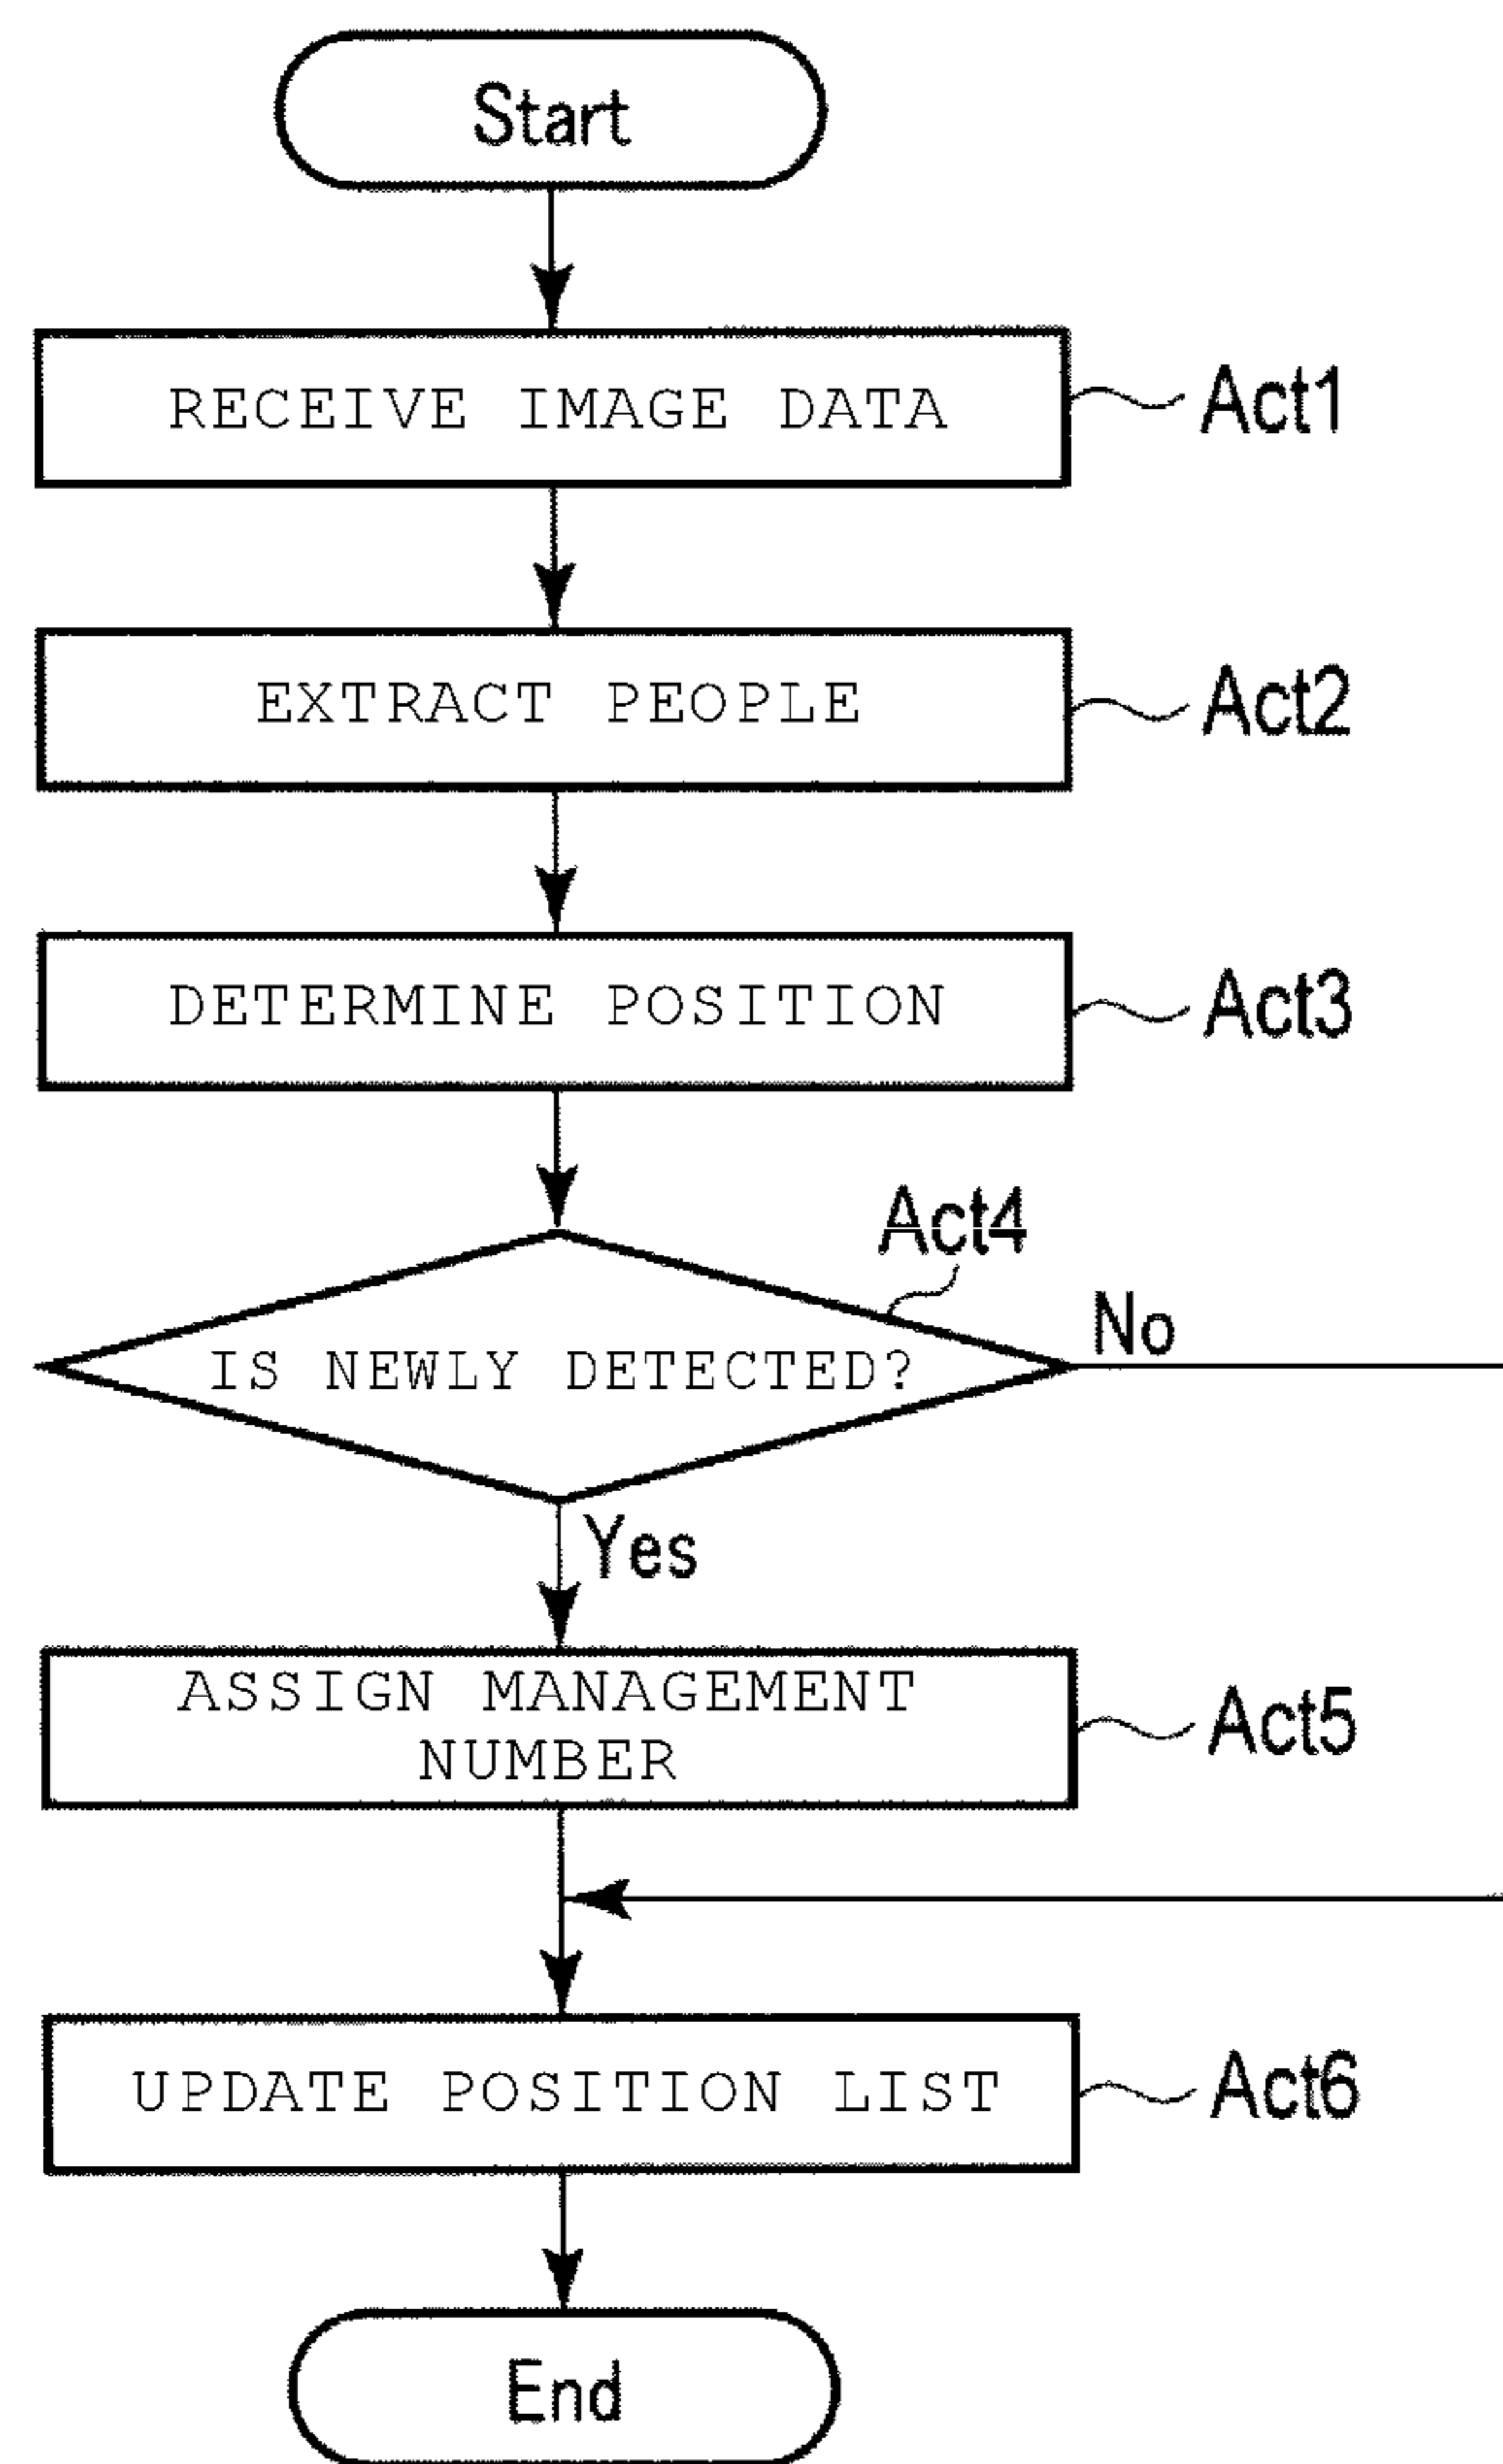 Start
RECEIVE IMAGE DATA
Act1
EXTRACT PEOPLE
Act2
DETERMINE POSITION
Act3
Act4
IS NEWLY DETECTED?
No
Yes
ASSIGN MANAGEMENT
NUMBER
Act5
UPDATE POSITION LIST
Act6
End